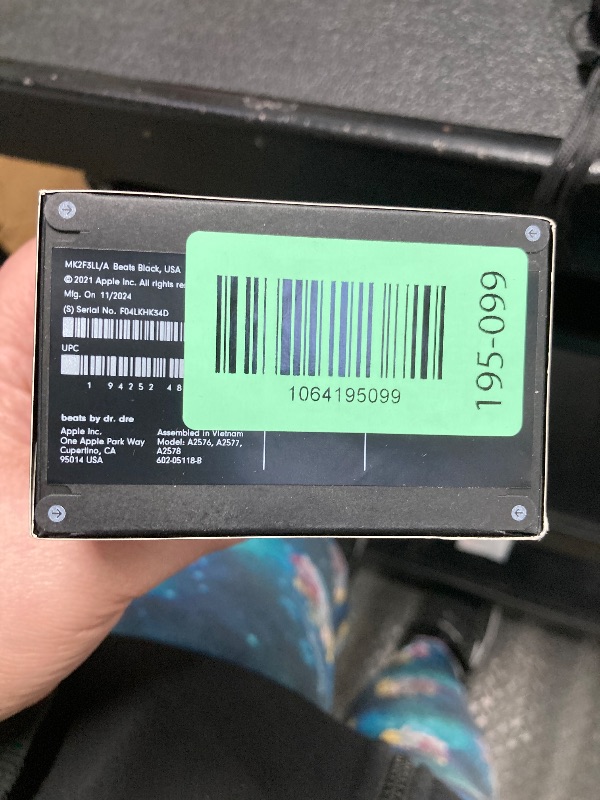 MK2F3LL/A Beats Black, USA
© 2021 Apple Inc. All rights
Mfg. On 11/2024
(S) Serial No. F04LKHK34D
UPC
1 94252 48
beats by dr. dre
Apple Inc.
One Apple Park Way
Cupertino, CA
95014 USA
Assembled in Vietnam
Model: A2576, A2577,
A2578
602-05118-B
1064195099
195-099